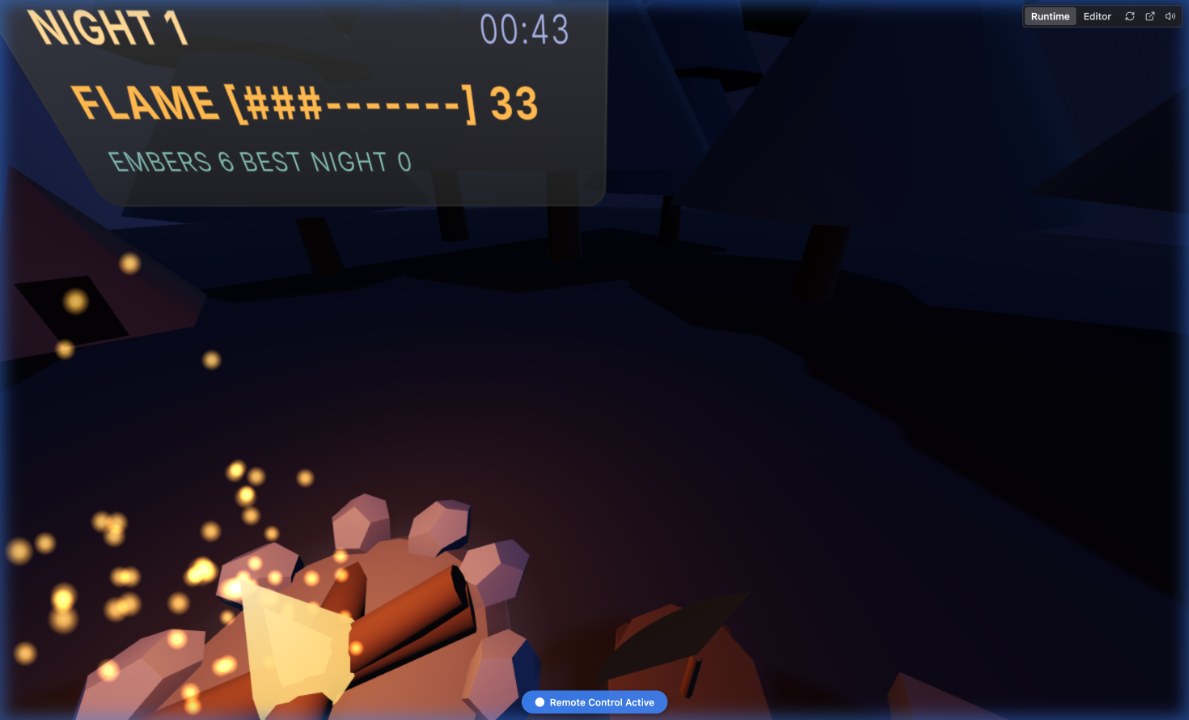 NIGHT 1 00:43
FLAME [###-------] 33
EMBERS 6 BEST NIGHT 0
Runtime Editor
Remote Control Active